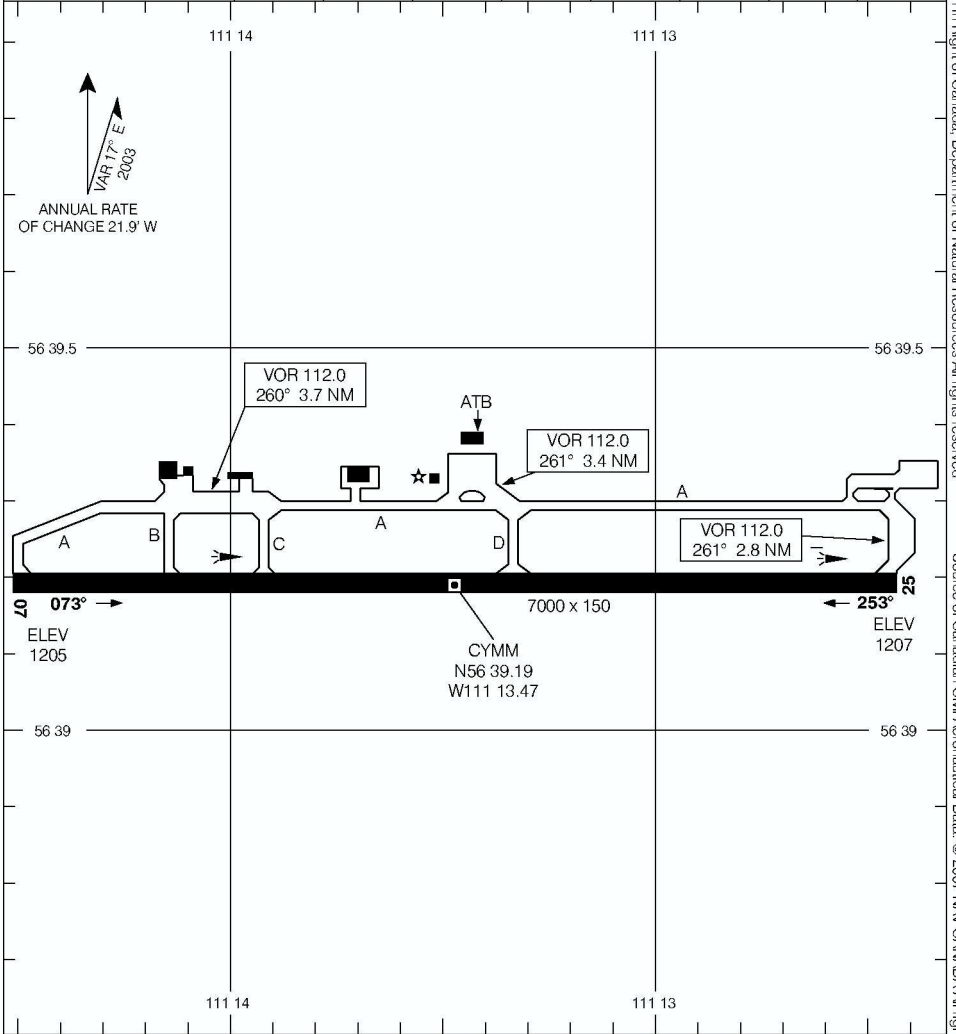 111 14
111 13
VAR 17° E
2003
ANNUAL RATE
OF CHANGE 21.9' W
56 39.5
56 39.5
VOR 112.0
260° 3.7 NM
ATB
VOR 112.0
261° 3.4 NM
A
A
A
B
C
D
VOR 112.0
261° 2.8 NM
07
073°
7000 x 150
253°
25
ELEV
1205
ELEV
1207
CYMM
N56 39.19
W111 13.47
56 39
56 39
111 14
111 13